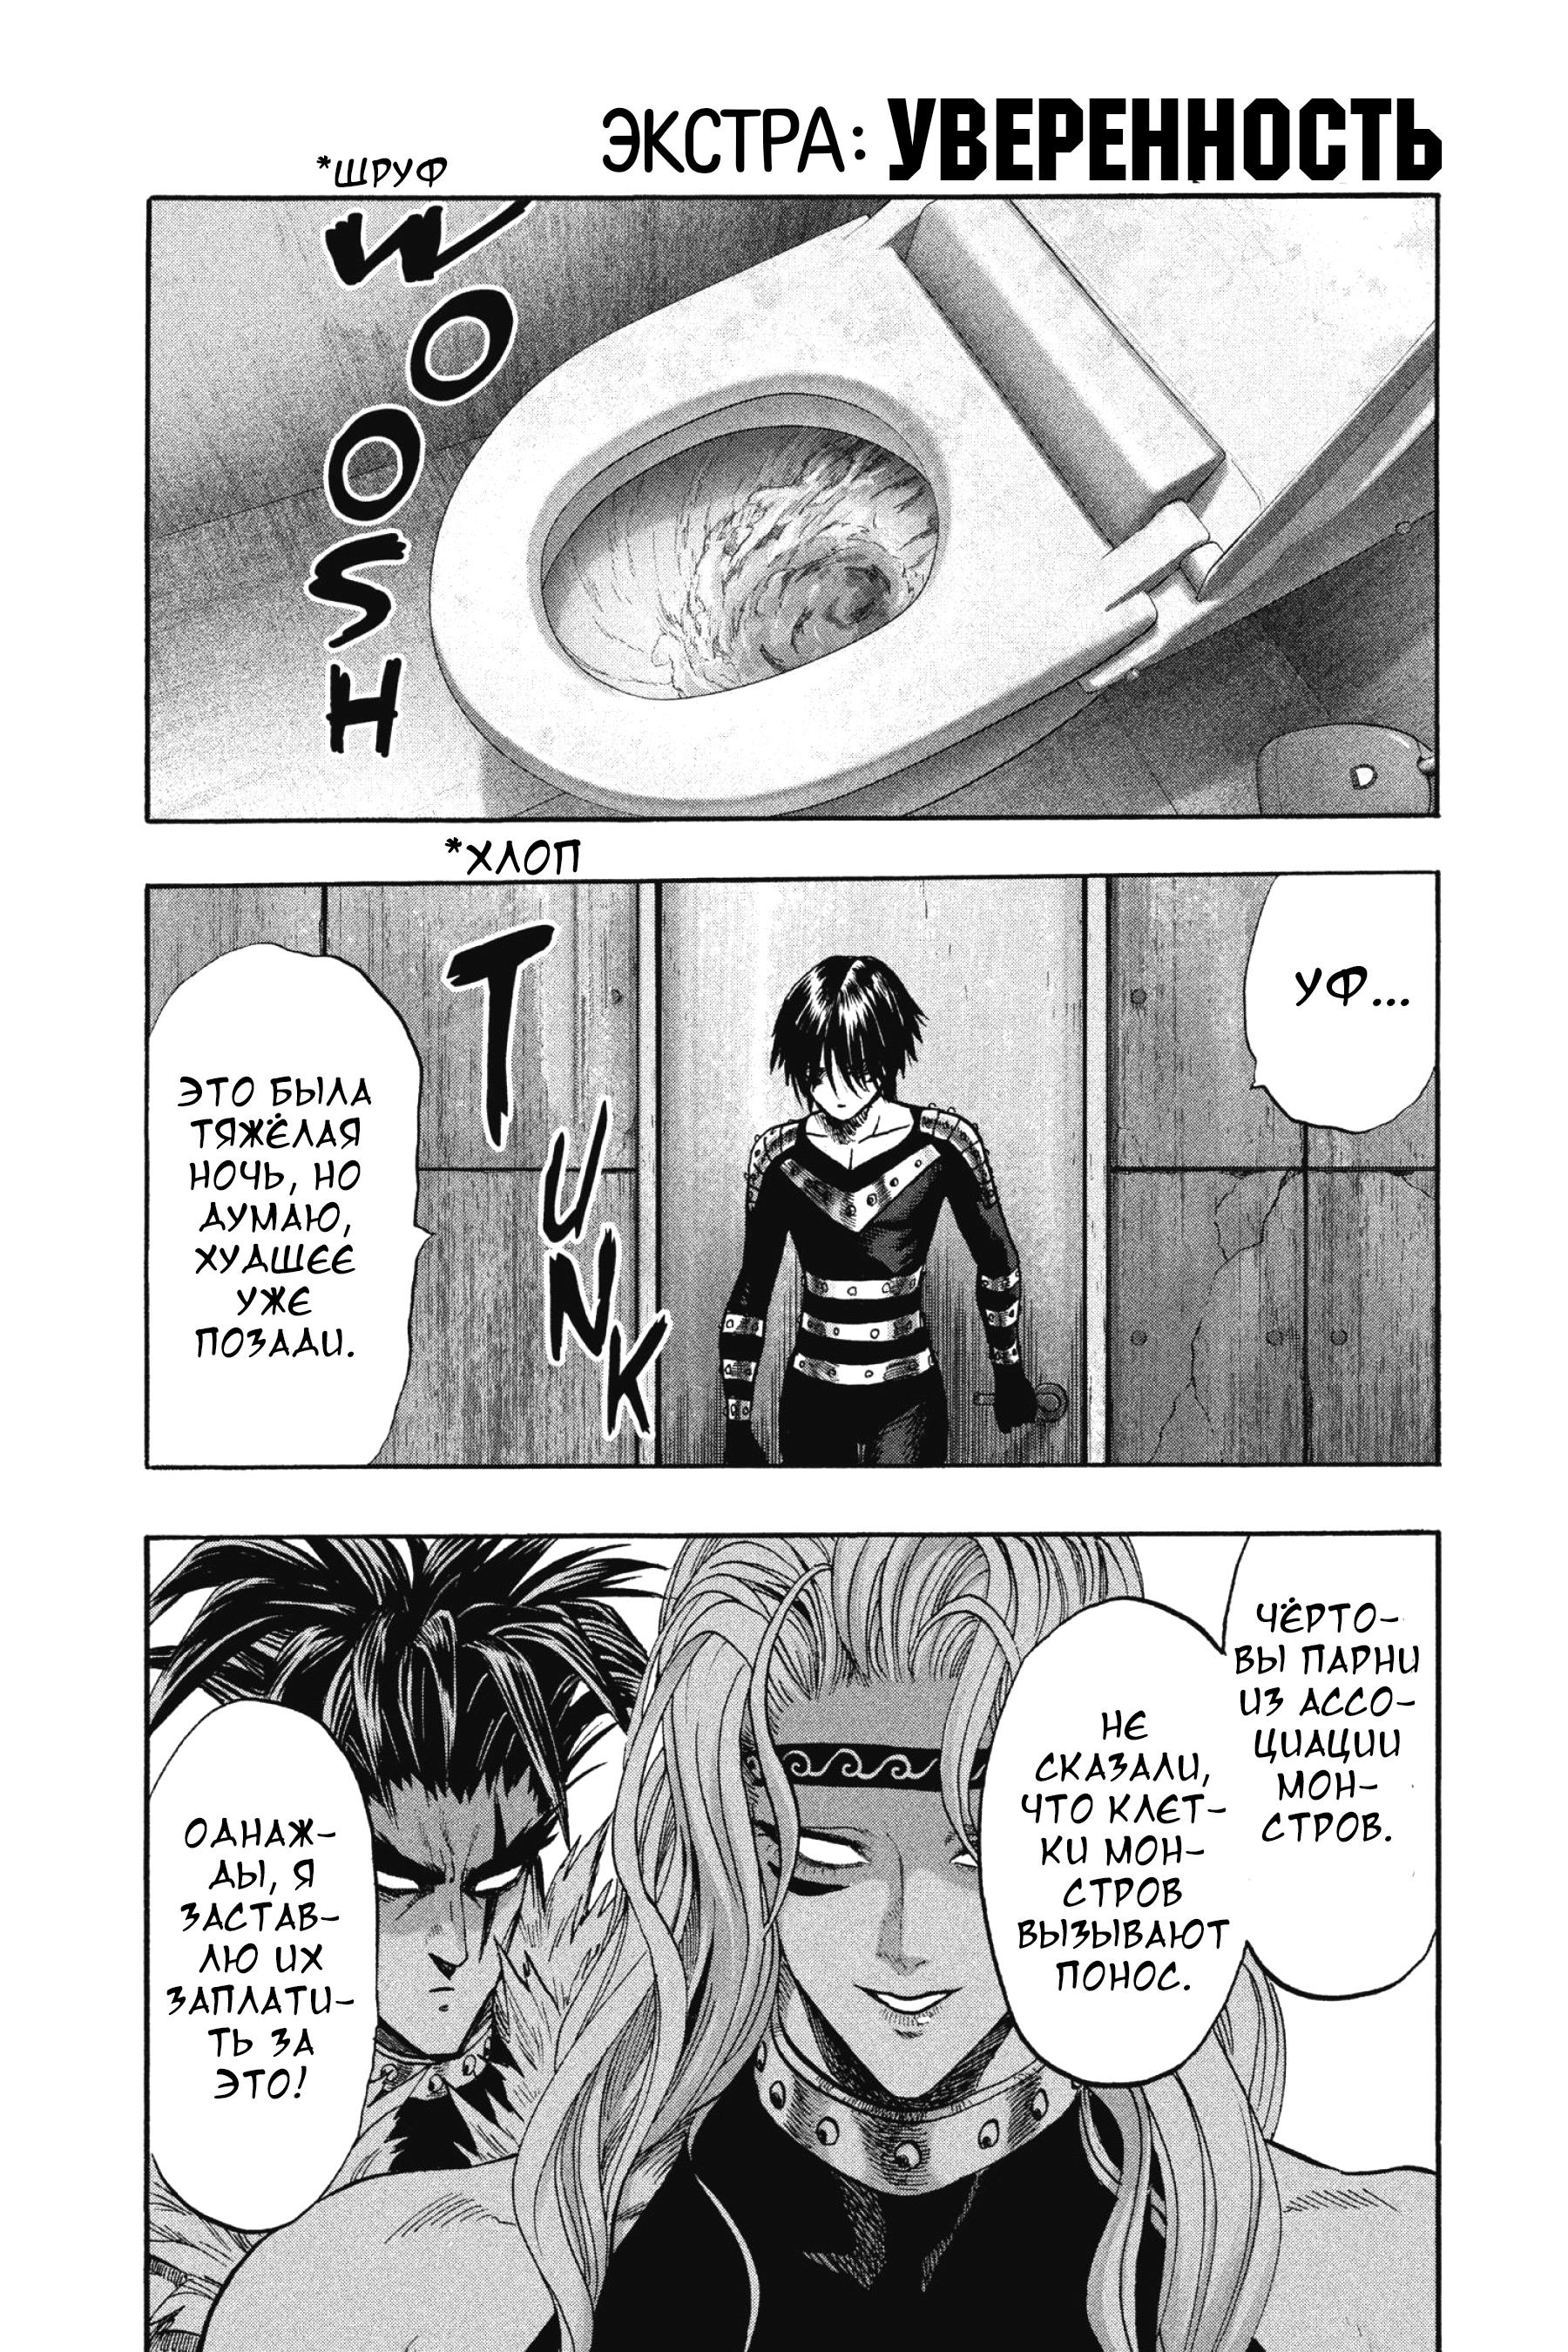 ЭКСТРА: УВЕРЕННОСТЬ
*ШРУФ
WOOSH
*ХЛОП
УФ...
TUNK
ЭТО БЫЛА
ТЯЖЁЛАЯ
НОЧЬ, НО
ДУМАЮ,
ХУДШЕЕ
УЖЕ
ПОЗАДИ.
ЧЁРТО-
ВЫ ПАРНИ
ИЗ АССО-
ЦИАЦИИ
МОН-
СТРОВ.
НЕ
СКАЗАЛИ,
ЧТО КЛЕТ-
КИ МОН-
СТРОВ
ВЫЗЫВАЮТ
ПОНОС.
ОДНАЖ-
ДЫ, Я
ЗАСТАВ-
ЛЮ ИХ
ЗАПЛАТИ-
ТЬ ЗА
ЭТО!